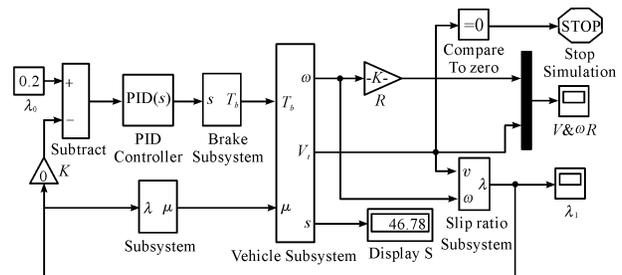 =0
STOP
Compare
To zero
Stop
Simulation
0.2
λ₀
+
−
Subtract
PID(s)
PID
Controller
s T_b
Brake
Subsystem
T_b
μ
ω
V_t
s
Vehicle Subsystem
-K-
R
V&ωR
0
K
λ μ
Subsystem
46.78
Display S
v
ω
λ
Slip ratio
Subsystem
λ₁